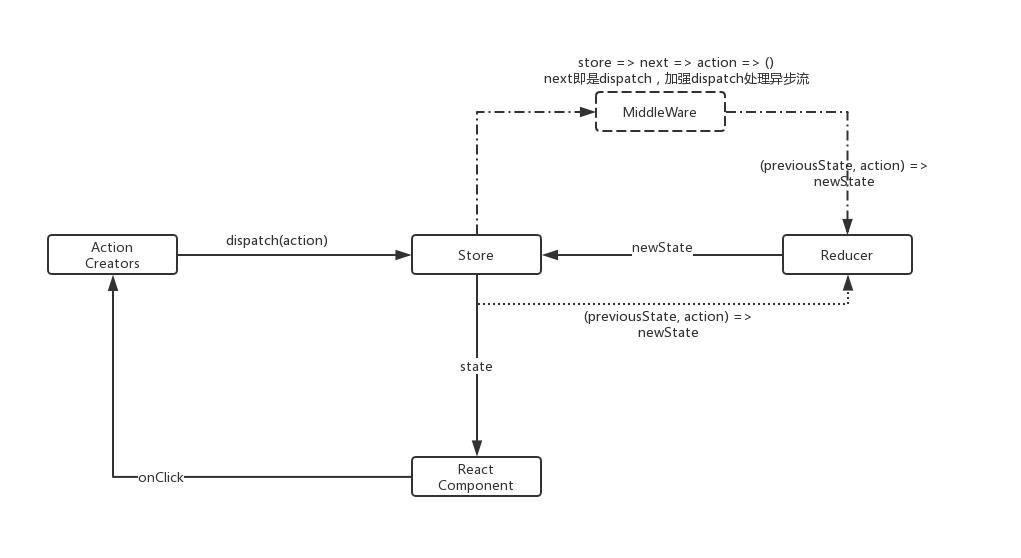 store => next => action => ()
next即是dispatch，加强dispatch处理异步流
MiddleWare
(previousState, action) =>
newState
Action
Creators
dispatch(action)
Store
newState
Reducer
(previousState, action) =>
newState
state
onClick
React
Component